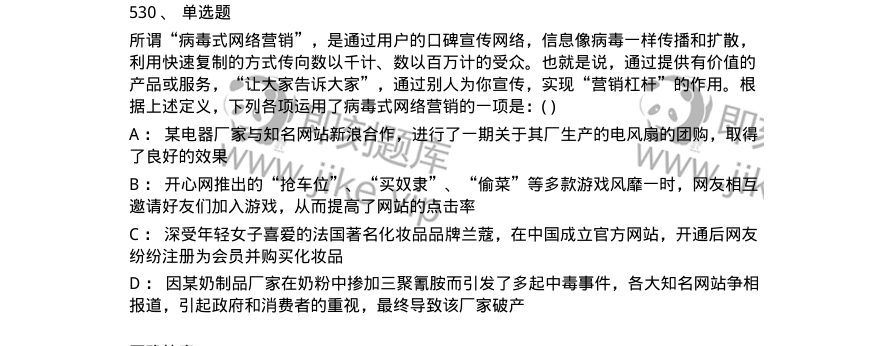 530 、 单选题
所谓“病毒式网络营销”，是通过用户的口碑宣传网络，信息像病毒一样传播和扩散，
利用快速复制的方式传向数以千计、数以百万计的受众。也就是说，通过提供有价值的
产品或服务，“让大家告诉大家”，通过别人为你宣传，实现“营销杠杆”的作用。根
据上述定义，下列各项运用了病毒式网络营销的一项是：( )
A ： 某电器厂家与知名网站新浪合作，进行了一期关于其厂生产的电风扇的团购，取得
了良好的效果
B ： 开心网推出的“抢车位”、“买奴隶”、“偷菜”等多款游戏风靡一时，网友相互
邀请好友们加入游戏，从而提高了网站的点击率
C ： 深受年轻女子喜爱的法国著名化妆品品牌兰蔻，在中国成立官方网站，开通后网友
纷纷注册为会员并购买化妆品
D ： 因某奶制品厂家在奶粉中掺加三聚氰胺而引发了多起中毒事件，各大知名网站争相
报道，引起政府和消费者的重视，最终导致该厂家破产
即刻题库
www.jike.vip
即刻
www.jike